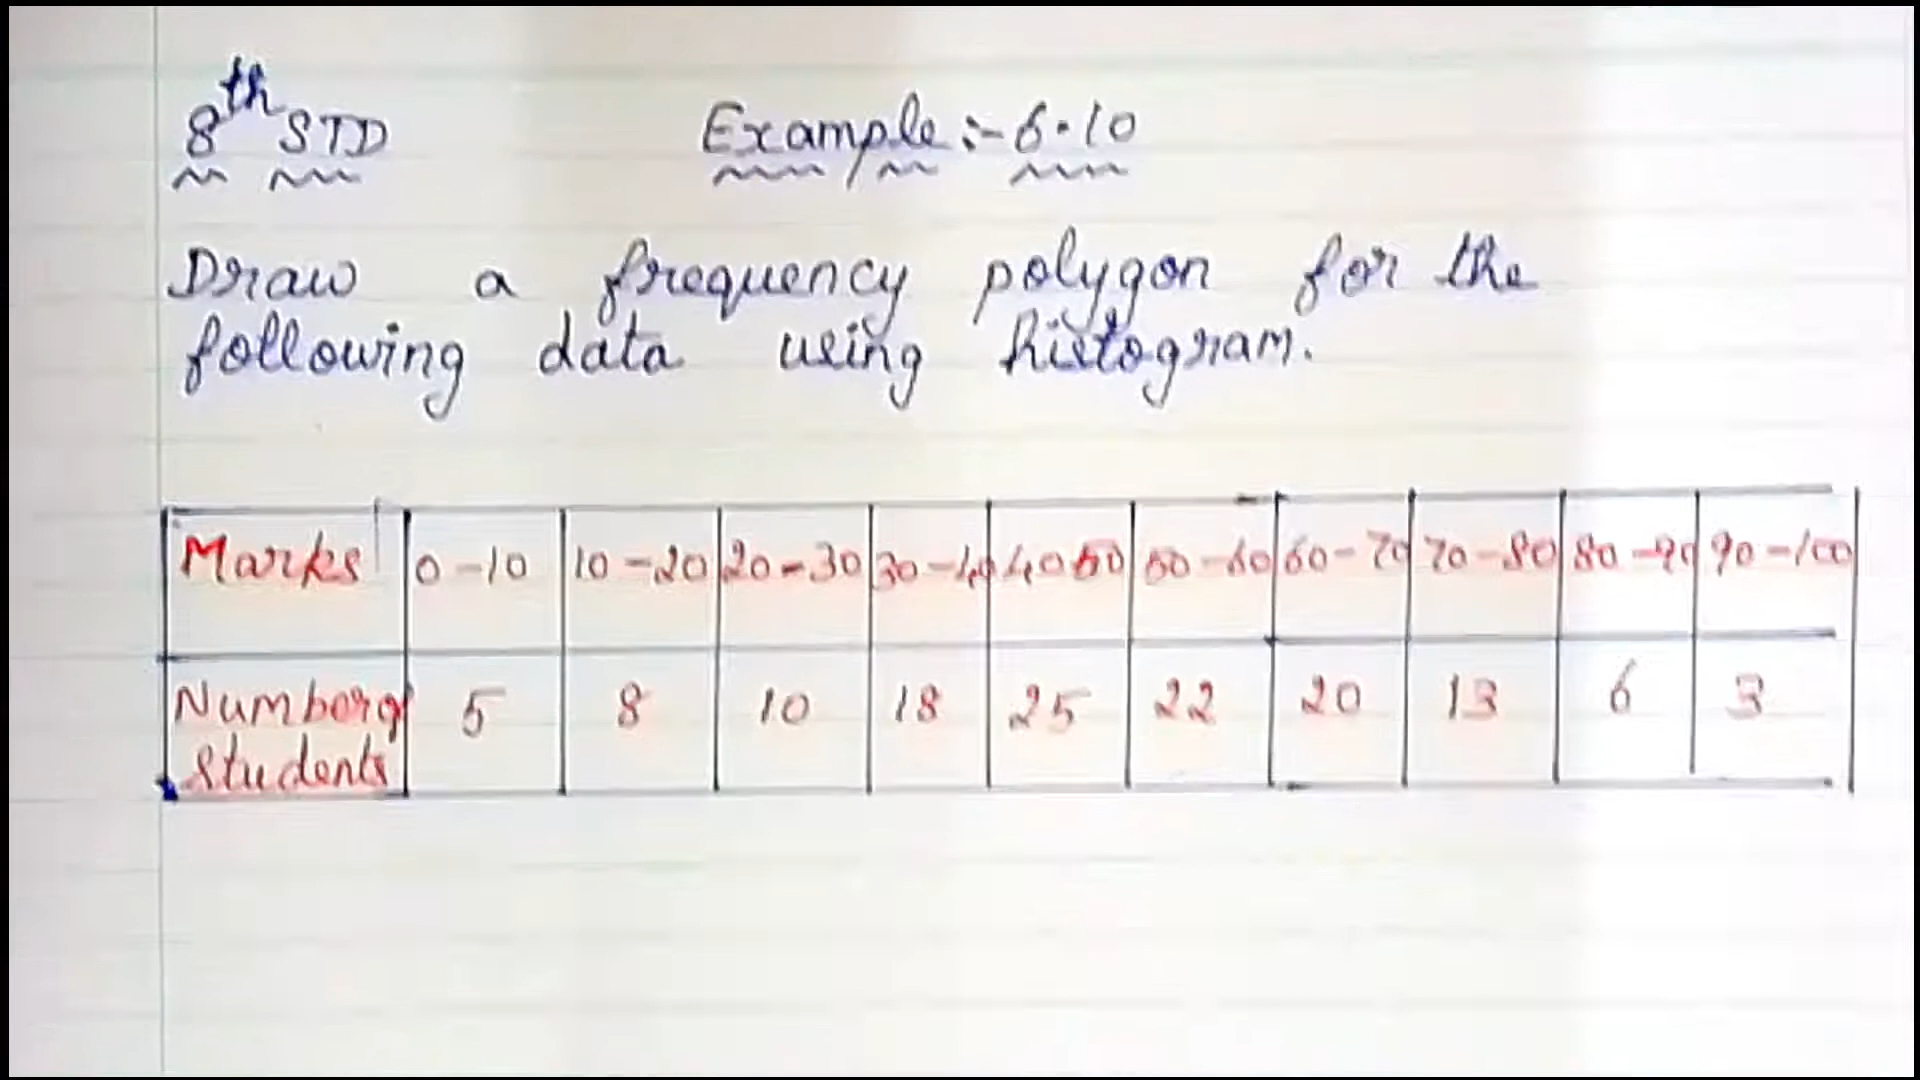 8th STD Example :- 6.10
Draw a frequency polygon for the
following data using histogram.
Marks 0-10 10-20 20-30 30-40 40-50 50-60 60-70 70-80 80-90 90-100
Number of 5 8 10 18 25 22 20 13 6 3
students